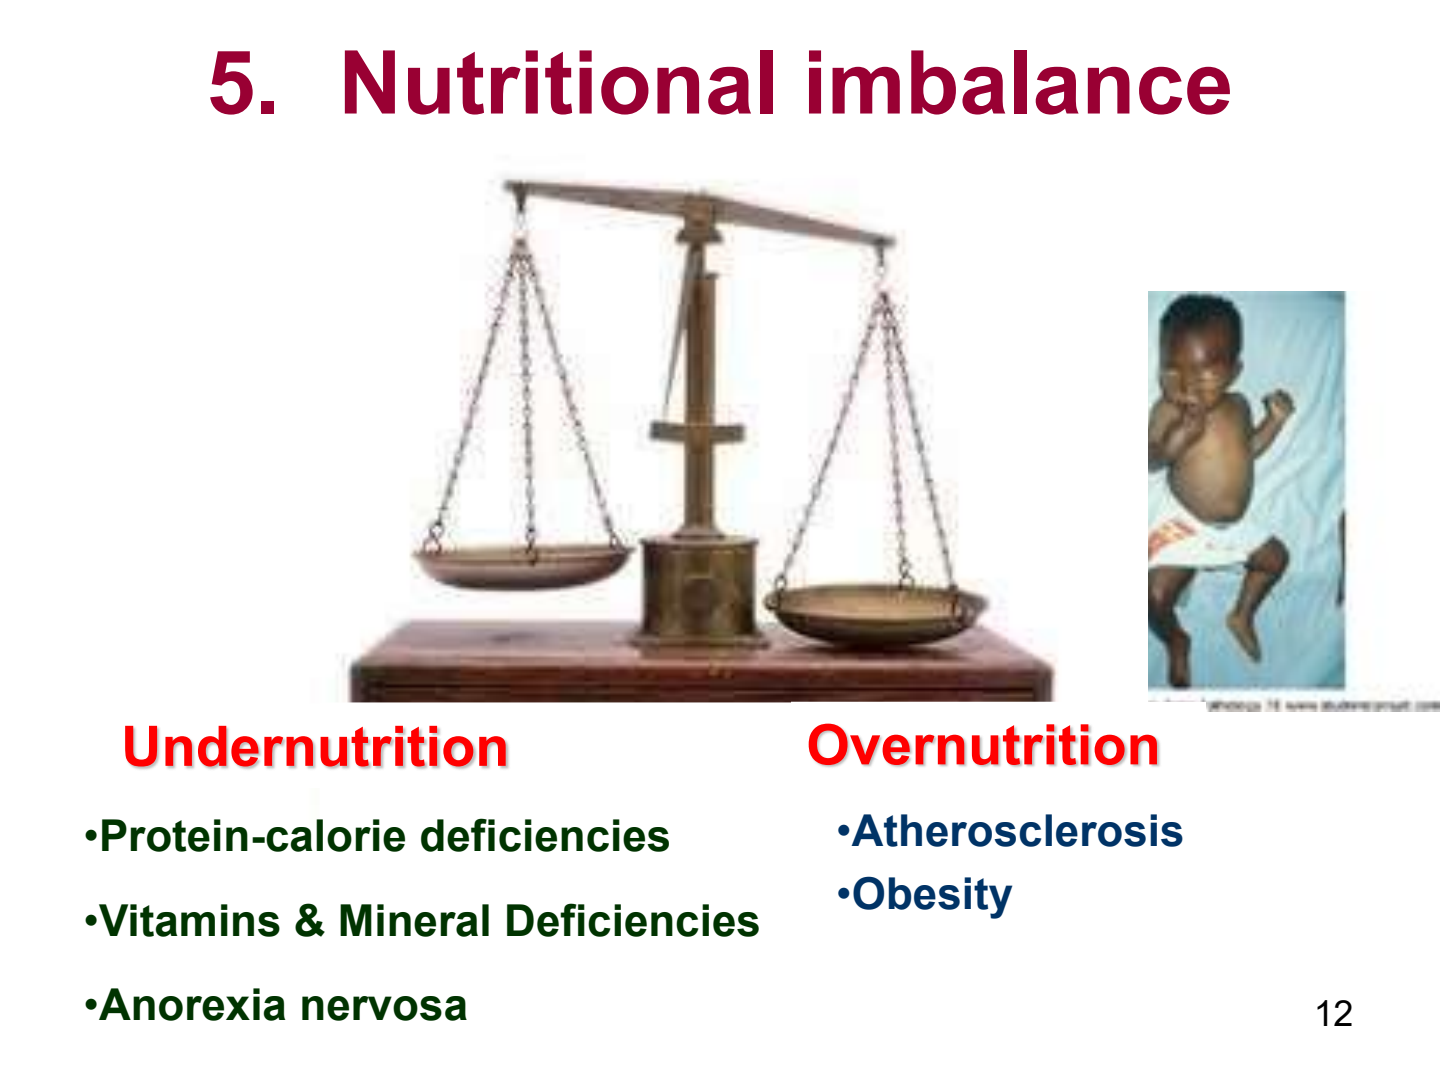 5. Nutritional imbalance
Undernutrition
•Protein-calorie deficiencies
•Vitamins & Mineral Deficiencies
•Anorexia nervosa
Overnutrition
•Atherosclerosis
•Obesity
12